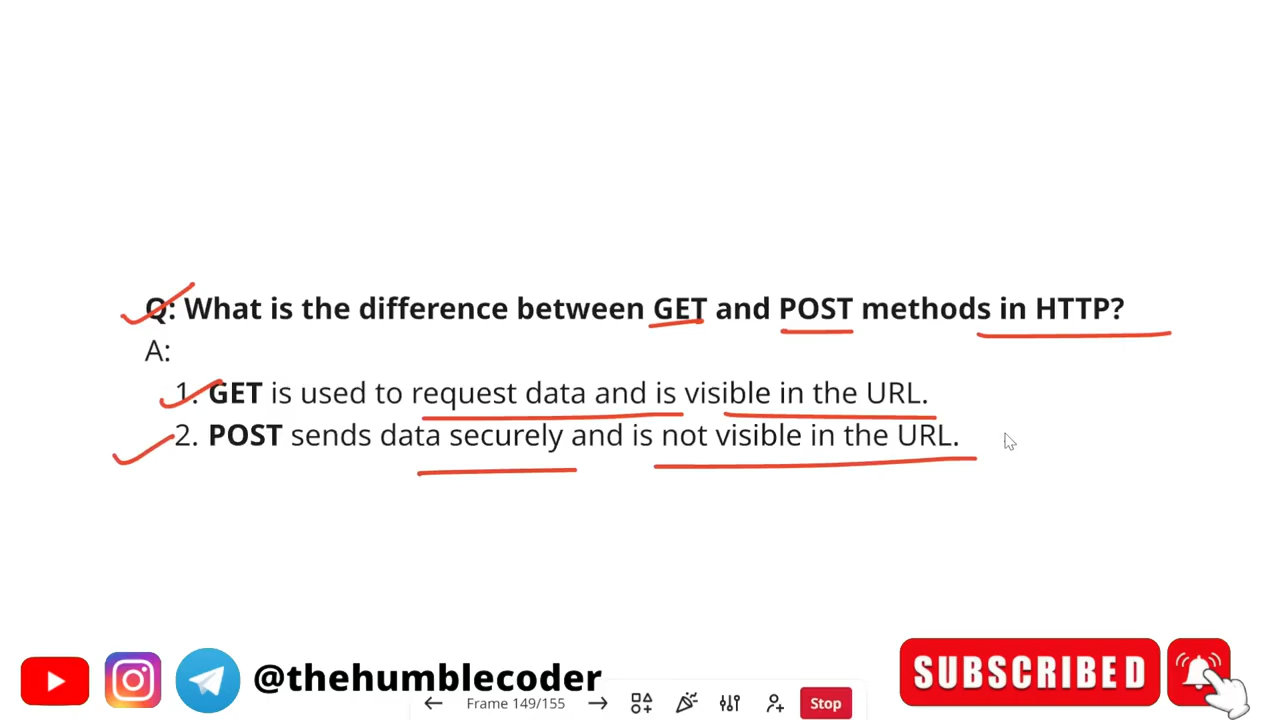 Q: What is the difference between GET and POST methods in HTTP?
A:
1. GET is used to request data and is visible in the URL.
2. POST sends data securely and is not visible in the URL.
@thehumblecoder
SUBSCRIBED
Frame 149/155
Stop